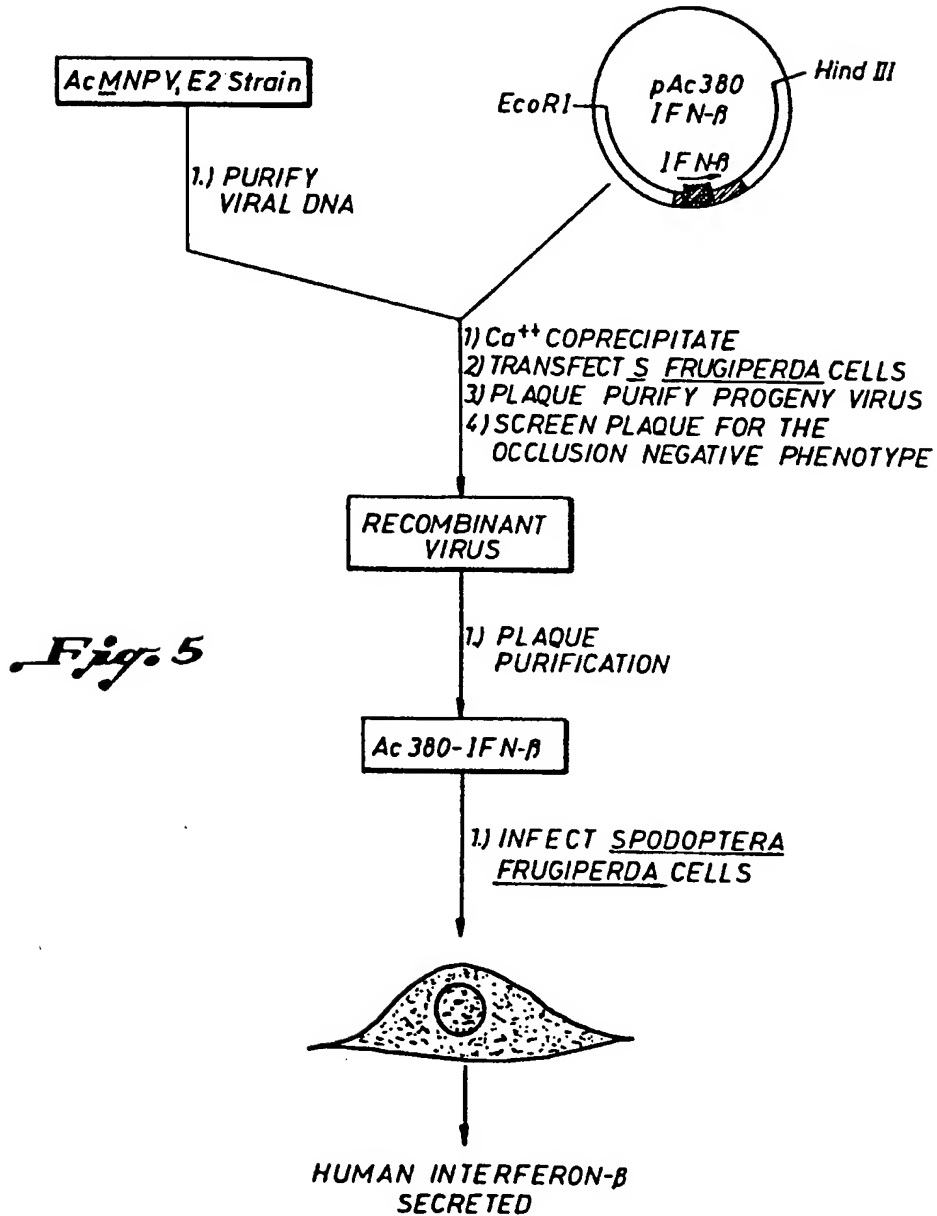 AcMNPV, E2 Strain
EcoRI
Hind III
pAc380
IFN-β
IFN-β
1.) PURIFY
VIRAL DNA
1) Ca++ COPRECIPITATE
2) TRANSFECT S FRUGIPERDA CELLS
3) PLAQUE PURIFY PROGENY VIRUS
4) SCREEN PLAQUE FOR THE
OCCLUSION NEGATIVE PHENOTYPE
RECOMBINANT
VIRUS
Fig. 5
1.) PLAQUE
PURIFICATION
Ac 380-IFN-β
1.) INFECT SPODOPTERA
FRUGIPERDA CELLS
HUMAN INTERFERON-β
SECRETED